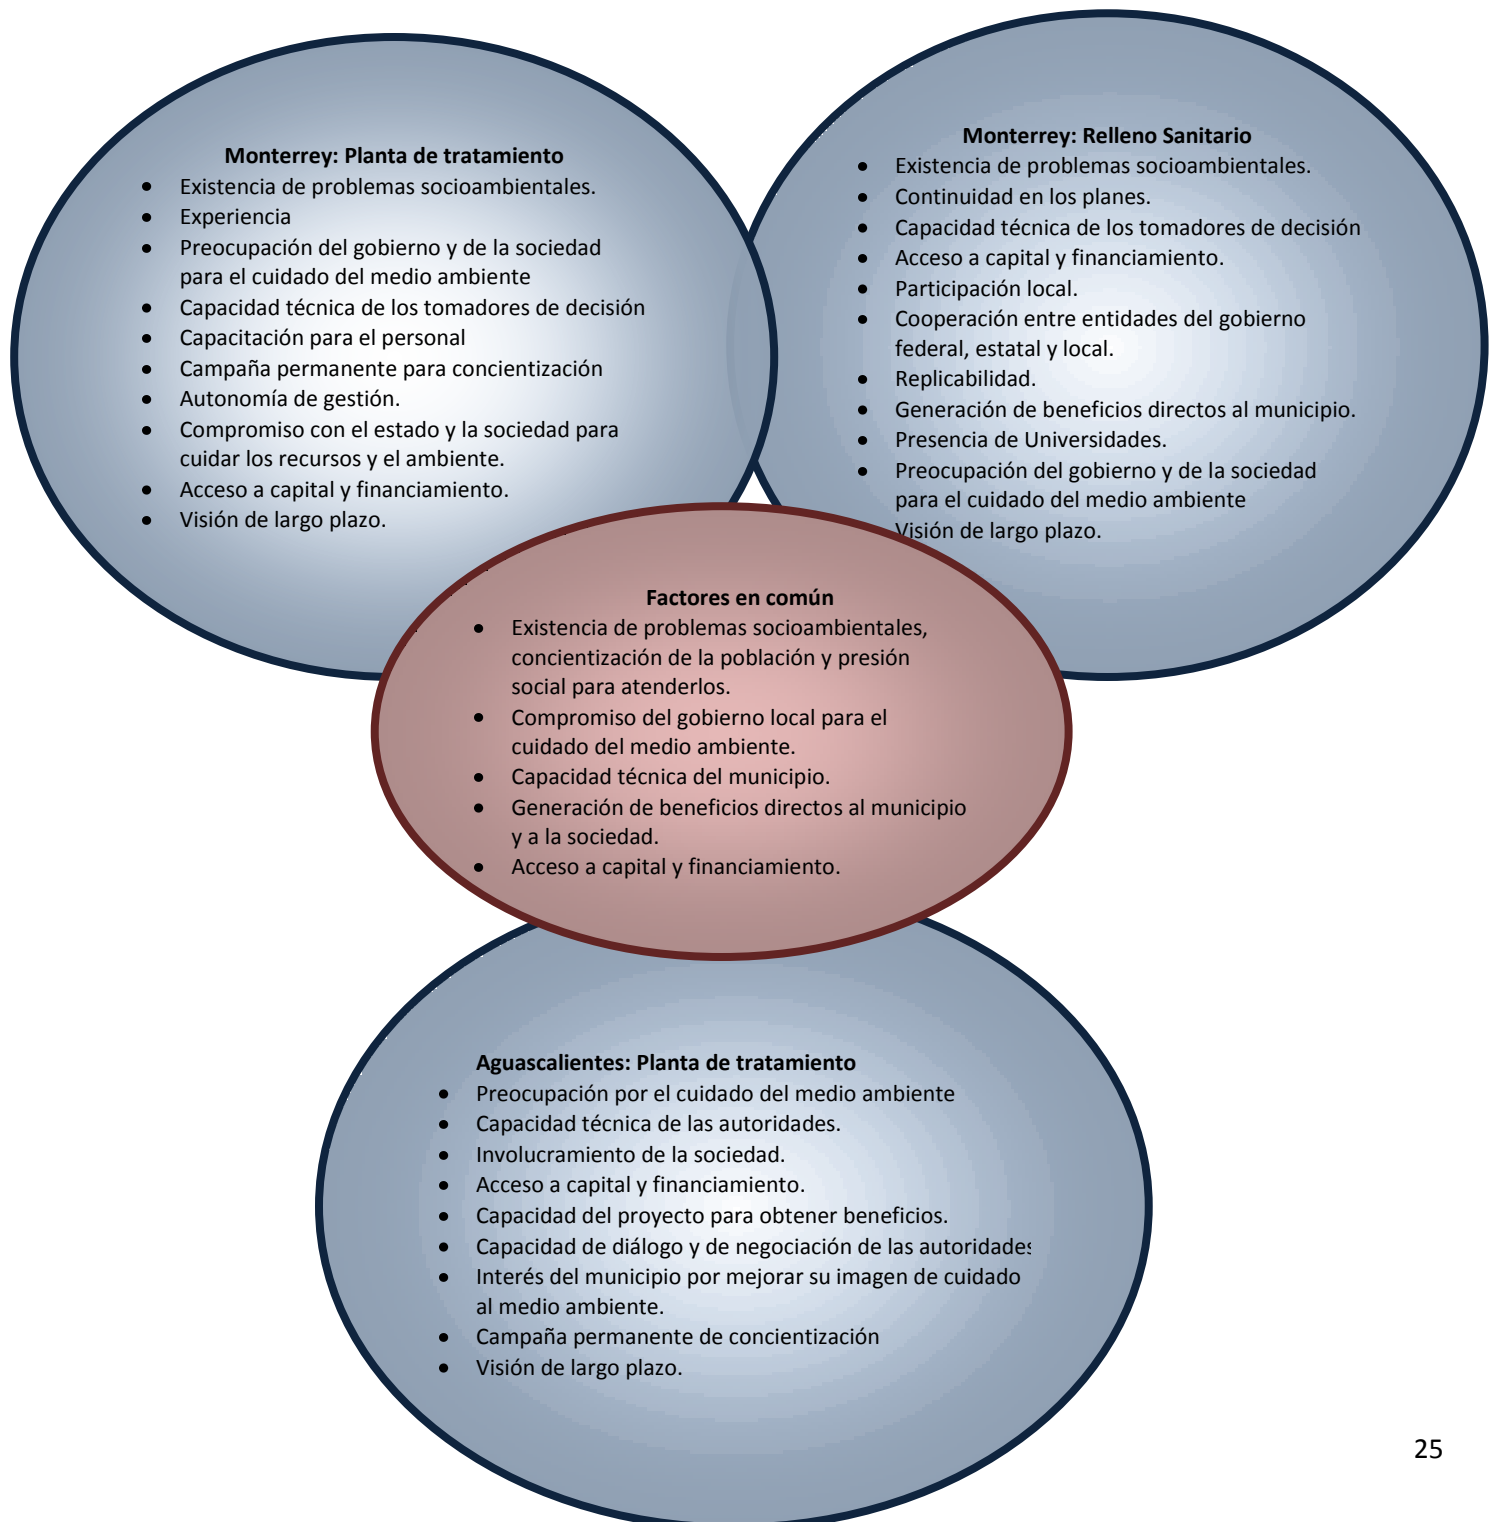 Monterrey: Planta de tratamiento
• Existencia de problemas socioambientales.
• Experiencia
• Preocupación del gobierno y de la sociedad
para el cuidado del medio ambiente
• Capacidad técnica de los tomadores de decisión
• Capacitación para el personal
• Campaña permanente para concientización
• Autonomía de gestión.
• Compromiso con el estado y la sociedad para
cuidar los recursos y el ambiente.
• Acceso a capital y financiamiento.
• Visión de largo plazo.
Monterrey: Relleno Sanitario
• Existencia de problemas socioambientales.
• Continuidad en los planes.
• Capacidad técnica de los tomadores de decisión
• Acceso a capital y financiamiento.
• Participación local.
• Cooperación entre entidades del gobierno
federal, estatal y local.
• Replicabilidad.
• Generación de beneficios directos al municipio.
• Presencia de Universidades.
• Preocupación del gobierno y de la sociedad
para el cuidado del medio ambiente
Visión de largo plazo.
Factores en común
• Existencia de problemas socioambientales,
concientización de la población y presión
social para atenderlos.
• Compromiso del gobierno local para el
cuidado del medio ambiente.
• Capacidad técnica del municipio.
• Generación de beneficios directos al municipio
y a la sociedad.
• Acceso a capital y financiamiento.
Aguascalientes: Planta de tratamiento
• Preocupación por el cuidado del medio ambiente
• Capacidad técnica de las autoridades.
• Involucramiento de la sociedad.
• Acceso a capital y financiamiento.
• Capacidad del proyecto para obtener beneficios.
• Capacidad de diálogo y de negociación de las autoridades
• Interés del municipio por mejorar su imagen de cuidado
al medio ambiente.
• Campaña permanente de concientización
• Visión de largo plazo.
25